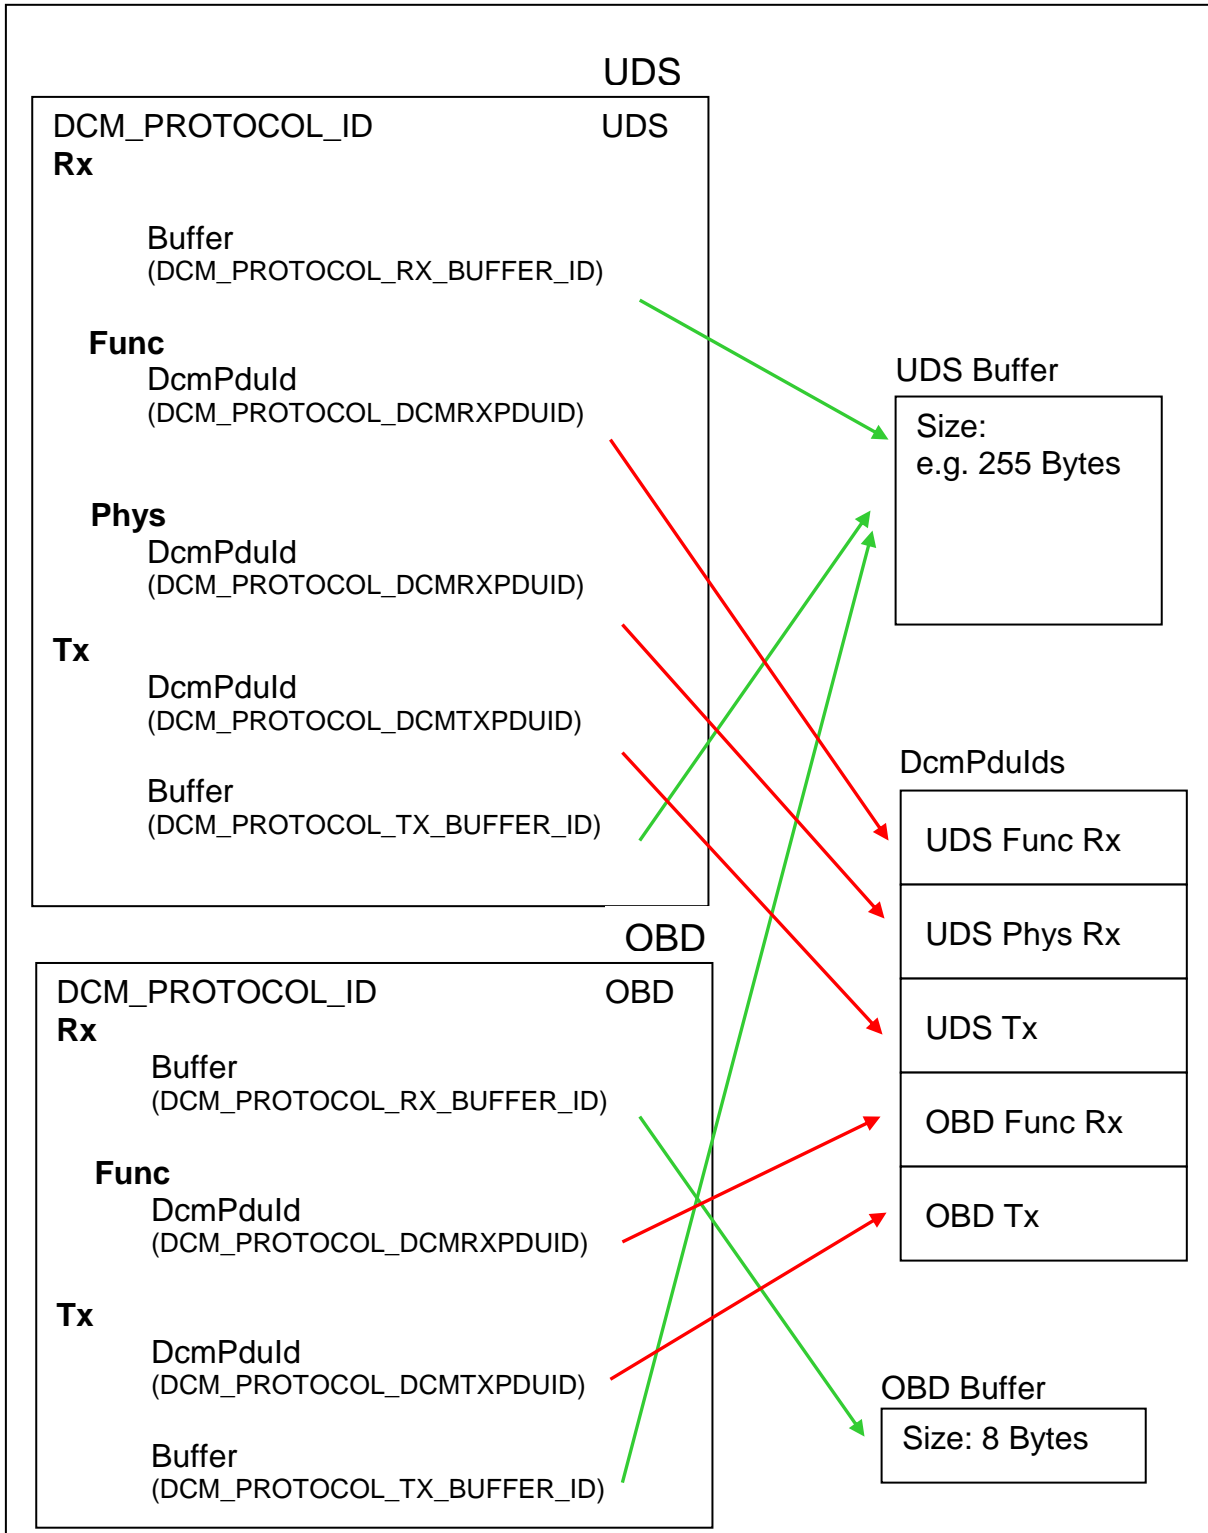 UDS
DCM_PROTOCOL_ID UDS
Rx
Buffer
(DCM_PROTOCOL_RX_BUFFER_ID)
Func
DcmPduId
(DCM_PROTOCOL_DCMRXPDUID)
Phys
DcmPduId
(DCM_PROTOCOL_DCMRXPDUID)
Tx
DcmPduId
(DCM_PROTOCOL_DCMTXPDUID)
Buffer
(DCM_PROTOCOL_TX_BUFFER_ID)
OBD
DCM_PROTOCOL_ID OBD
Rx
Buffer
(DCM_PROTOCOL_RX_BUFFER_ID)
Func
DcmPduId
(DCM_PROTOCOL_DCMRXPDUID)
Tx
DcmPduId
(DCM_PROTOCOL_DCMTXPDUID)
Buffer
(DCM_PROTOCOL_TX_BUFFER_ID)
UDS Buffer
Size:
e.g. 255 Bytes
DcmPduIds
UDS Func Rx
UDS Phys Rx
UDS Tx
OBD Func Rx
OBD Tx
OBD Buffer
Size: 8 Bytes